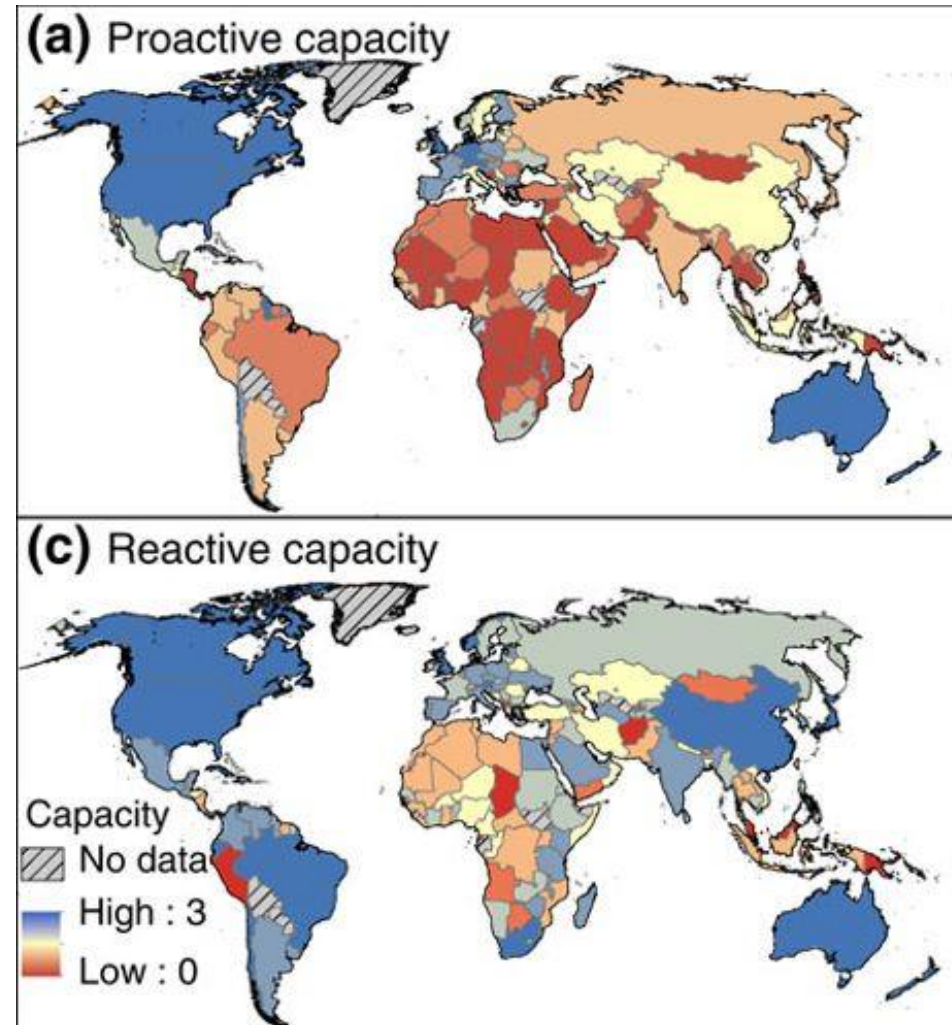 (a) Proactive capacity
(c) Reactive capacity
Capacity
No data
High : 3
Low : 0